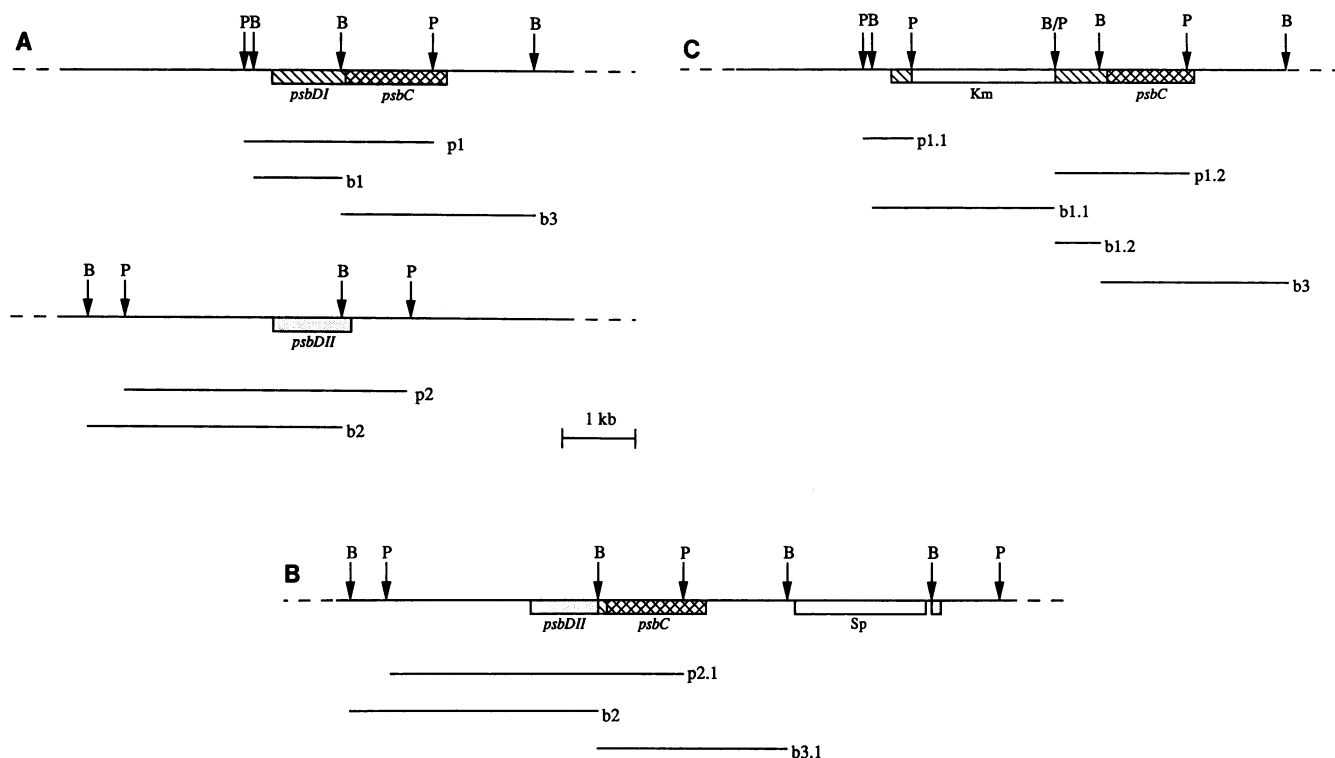 A
P B B P B
psbDI psbC
p1
b1
b3
B P B P
psbDII
p2
b2
1 kb
C
P B P B/P B P B
Km psbC
p1.1
p1.2
b1.1
b1.2
b3
B
B P B P B B P
psbDII psbC Sp
p2.1
b2
b3.1